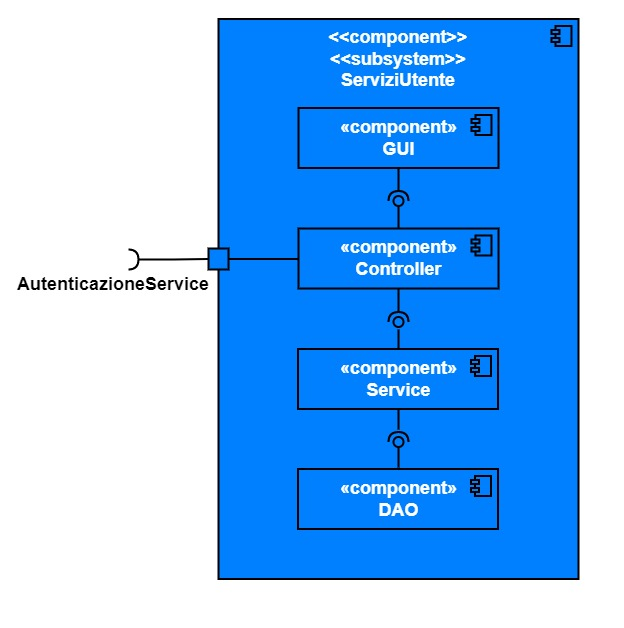 <<component>>
<<subsystem>>
ServiziUtente
«component»
GUI
«component»
Controller
AutenticazioneService
«component»
Service
«component»
DAO